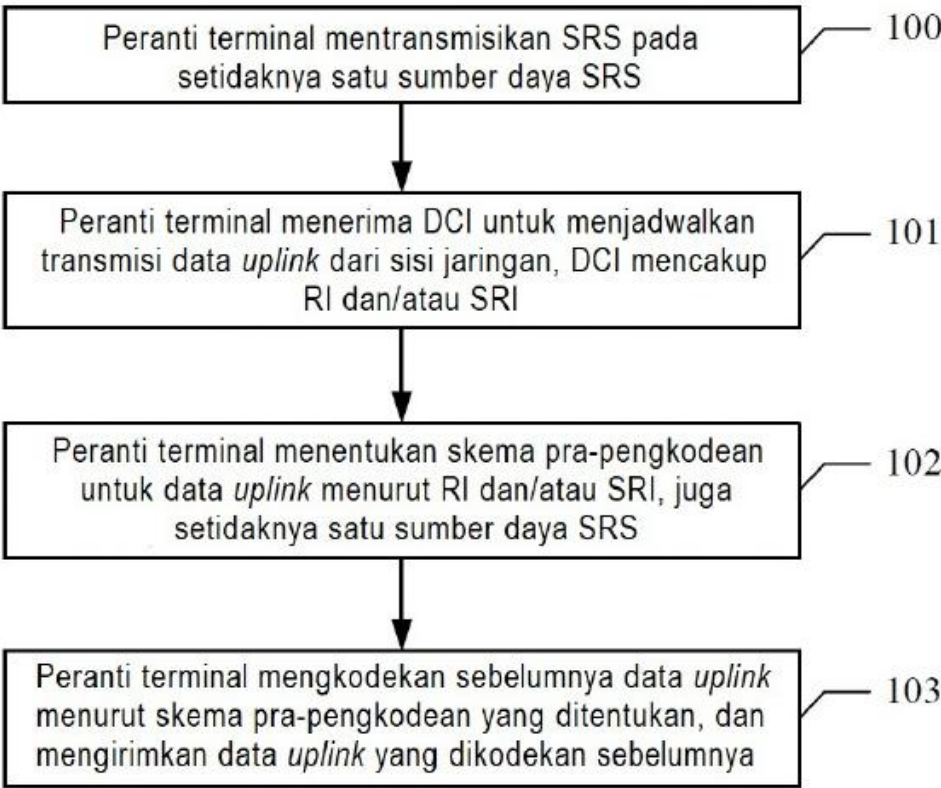 Peranti terminal mentransmisikan SRS pada
setidaknya satu sumber daya SRS
100
Peranti terminal menerima DCI untuk menjadwalkan
transmisi data uplink dari sisi jaringan, DCI mencakup
RI dan/atau SRI
101
Peranti terminal menentukan skema pra-pengkodean
untuk data uplink menurut RI dan/atau SRI, juga
setidaknya satu sumber daya SRS
102
Peranti terminal mengkodekan sebelumnya data uplink
menurut skema pra-pengkodean yang ditentukan, dan
mengirimkan data uplink yang dikodekan sebelumnya
103